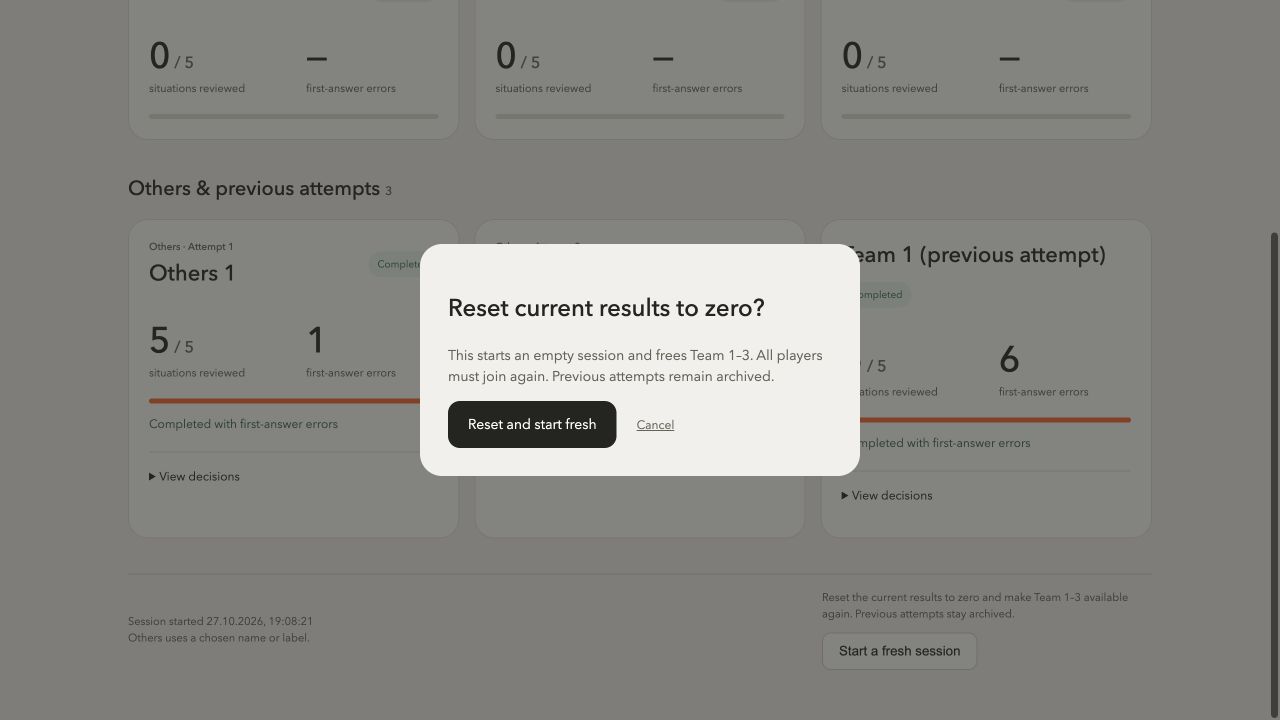 0 / 5
situations reviewed
–
first-answer errors
0 / 5
situations reviewed
–
first-answer errors
0 / 5
situations reviewed
–
first-answer errors
Others & previous attempts 3
Others · Attempt 1
Others 1
5 / 5
situations reviewed
1
first-answer errors
Completed with first-answer errors
▶ View decisions
(previous attempt)
/ 5
reviewed
6
first-answer errors
with first-answer errors
▶ View decisions
Reset current results to zero?
This starts an empty session and frees Team 1–3. All players
must join again. Previous attempts remain archived.
Reset and start fresh
Cancel
Session started 27.10.2026, 19:08:21
Others uses a chosen name or label.
Reset the current results to zero and make Team 1–3 available
again. Previous attempts stay archived.
Start a fresh session